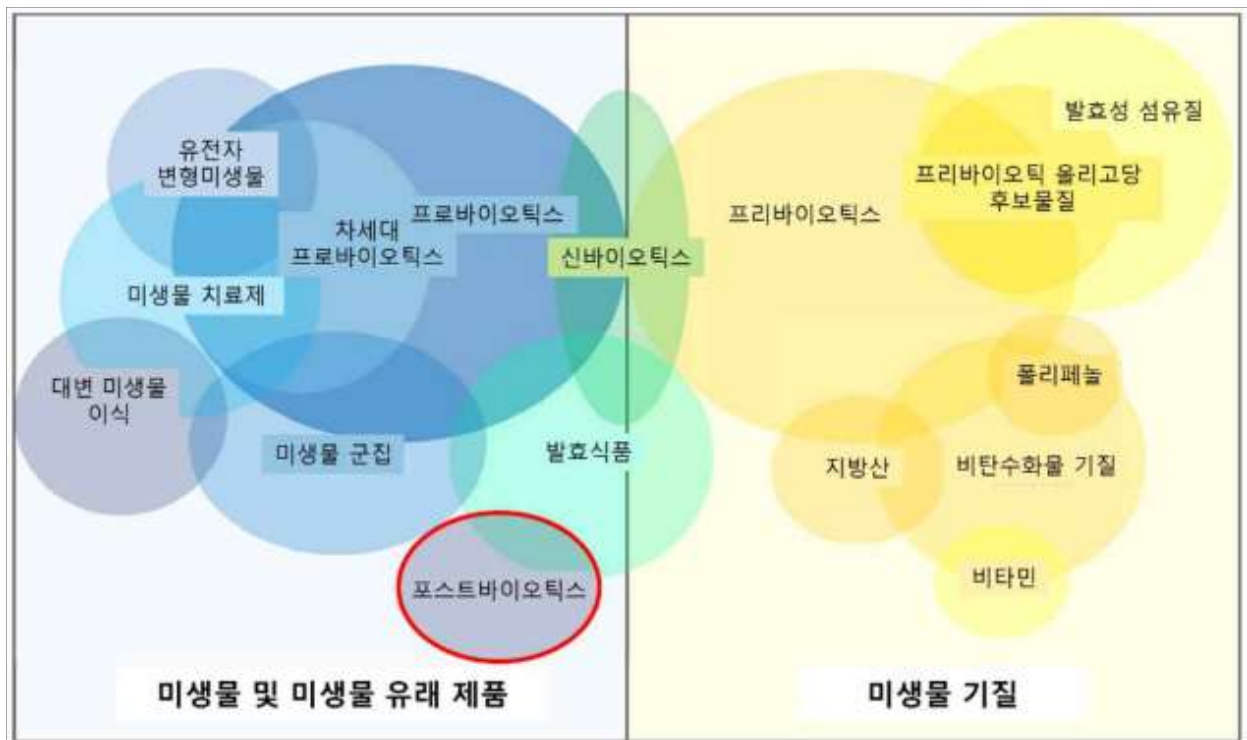 유전자
변형미생물
차세대
프로바이오틱스
프로바이오틱스
미생물 치료제
대변 미생물
이식
미생물 군집
신바이오틱스
발효식품
포스트바이오틱스
미생물 및 미생물 유래 제품
발효성 섬유질
프리바이오틱 올리고당
후보물질
프리바이오틱스
폴리페놀
지방산
비탄수화물 기질
비타민
미생물 기질